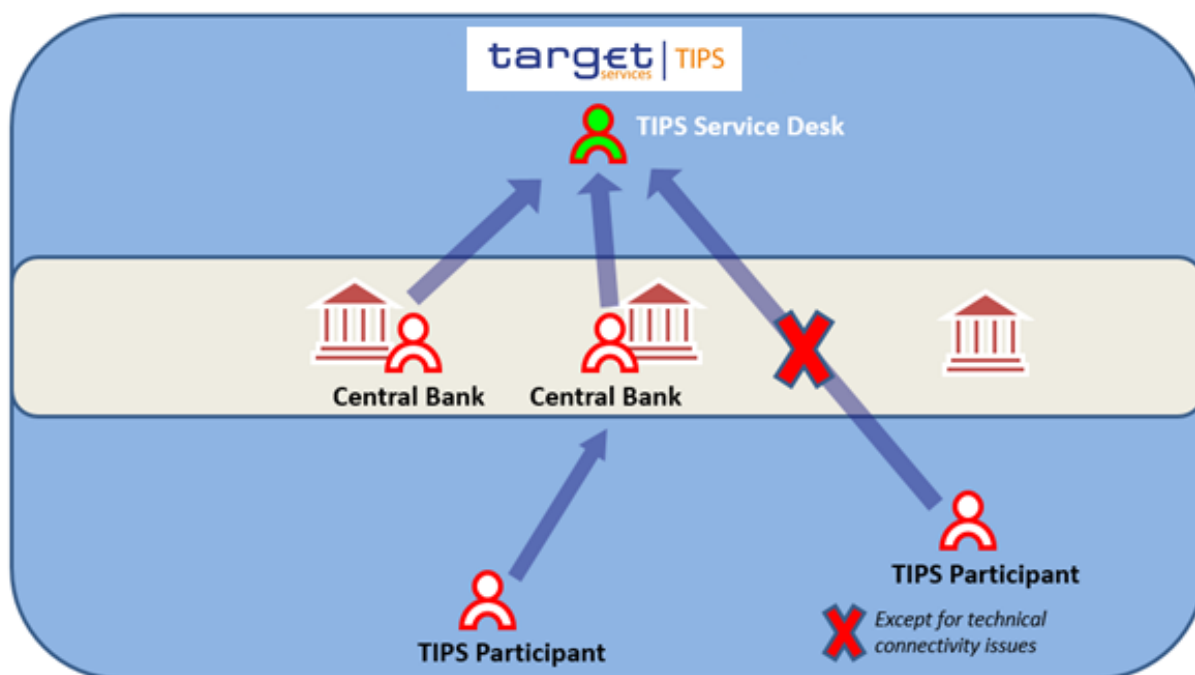 target | TIPS
services
TIPS Service Desk
Central Bank
Central Bank
TIPS Participant
Except for technical
connectivity issues
TIPS Participant